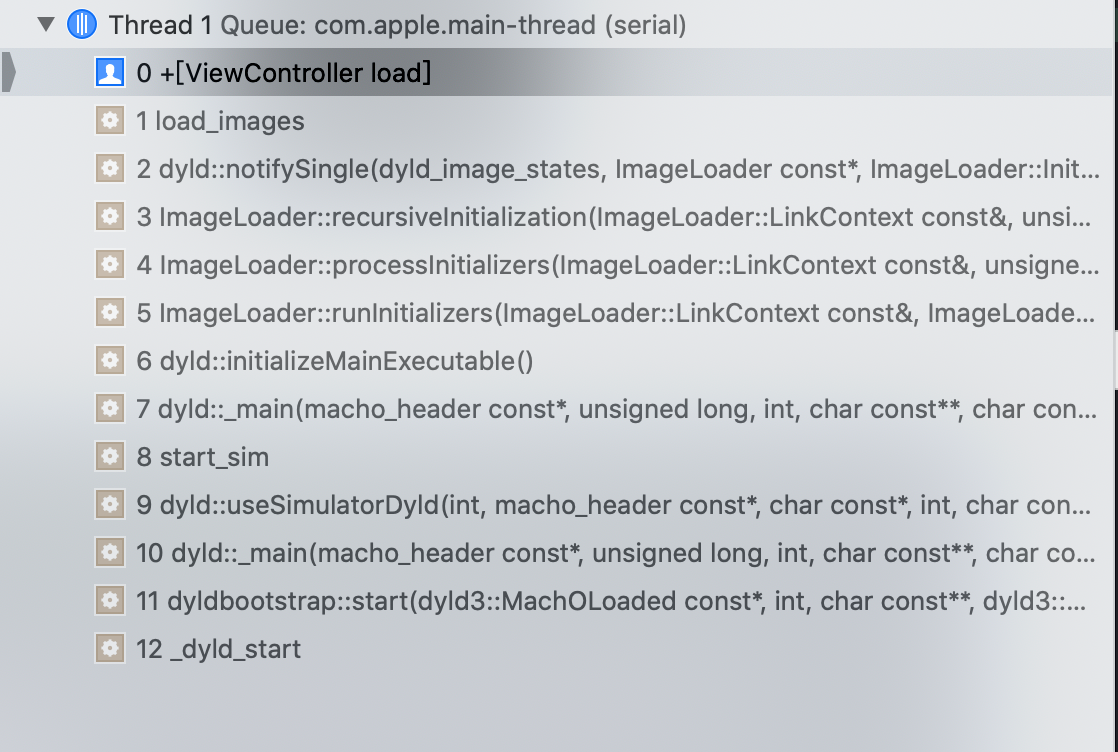 Thread 1 Queue: com.apple.main-thread (serial)
0 +[ViewController load]
1 load_images
2 dyld::notifySingle(dyld_image_states, ImageLoader const*, ImageLoader::Init...
3 ImageLoader::recursiveInitialization(ImageLoader::LinkContext const&, unsi...
4 ImageLoader::processInitializers(ImageLoader::LinkContext const&, unsigne...
5 ImageLoader::runInitializers(ImageLoader::LinkContext const&, ImageLoade...
6 dyld::initializeMainExecutable()
7 dyld::_main(macho_header const*, unsigned long, int, char const**, char con...
8 start_sim
9 dyld::useSimulatorDyld(int, macho_header const*, char const*, int, char con...
10 dyld::_main(macho_header const*, unsigned long, int, char const**, char co...
11 dyldbootstrap::start(dyld3::MachOLoaded const*, int, char const**, dyld3::...
12 _dyld_start